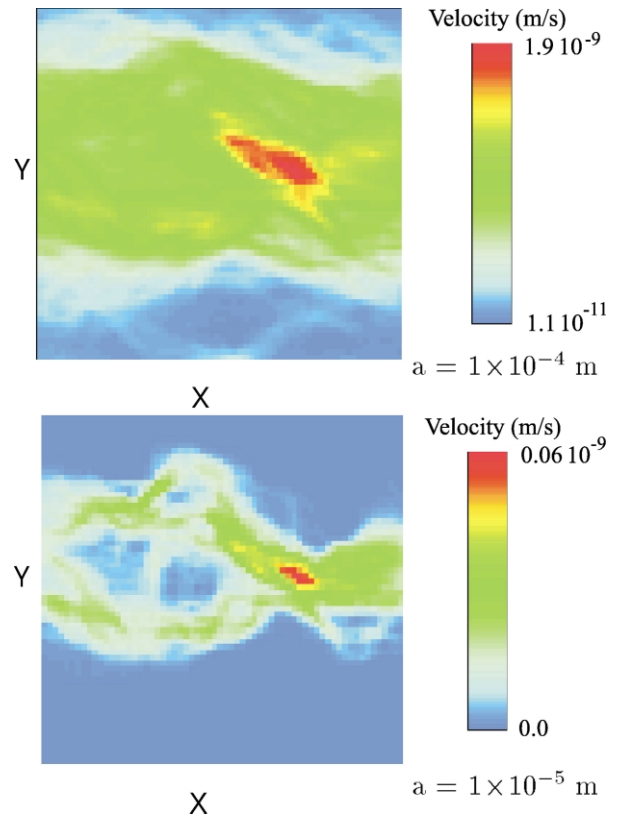 Velocity (m/s)
1.9 10⁻⁹
Y
1.1 10⁻¹¹
a = 1×10⁻⁴ m
X
Velocity (m/s)
0.06 10⁻⁹
Y
0.0
a = 1×10⁻⁵ m
X